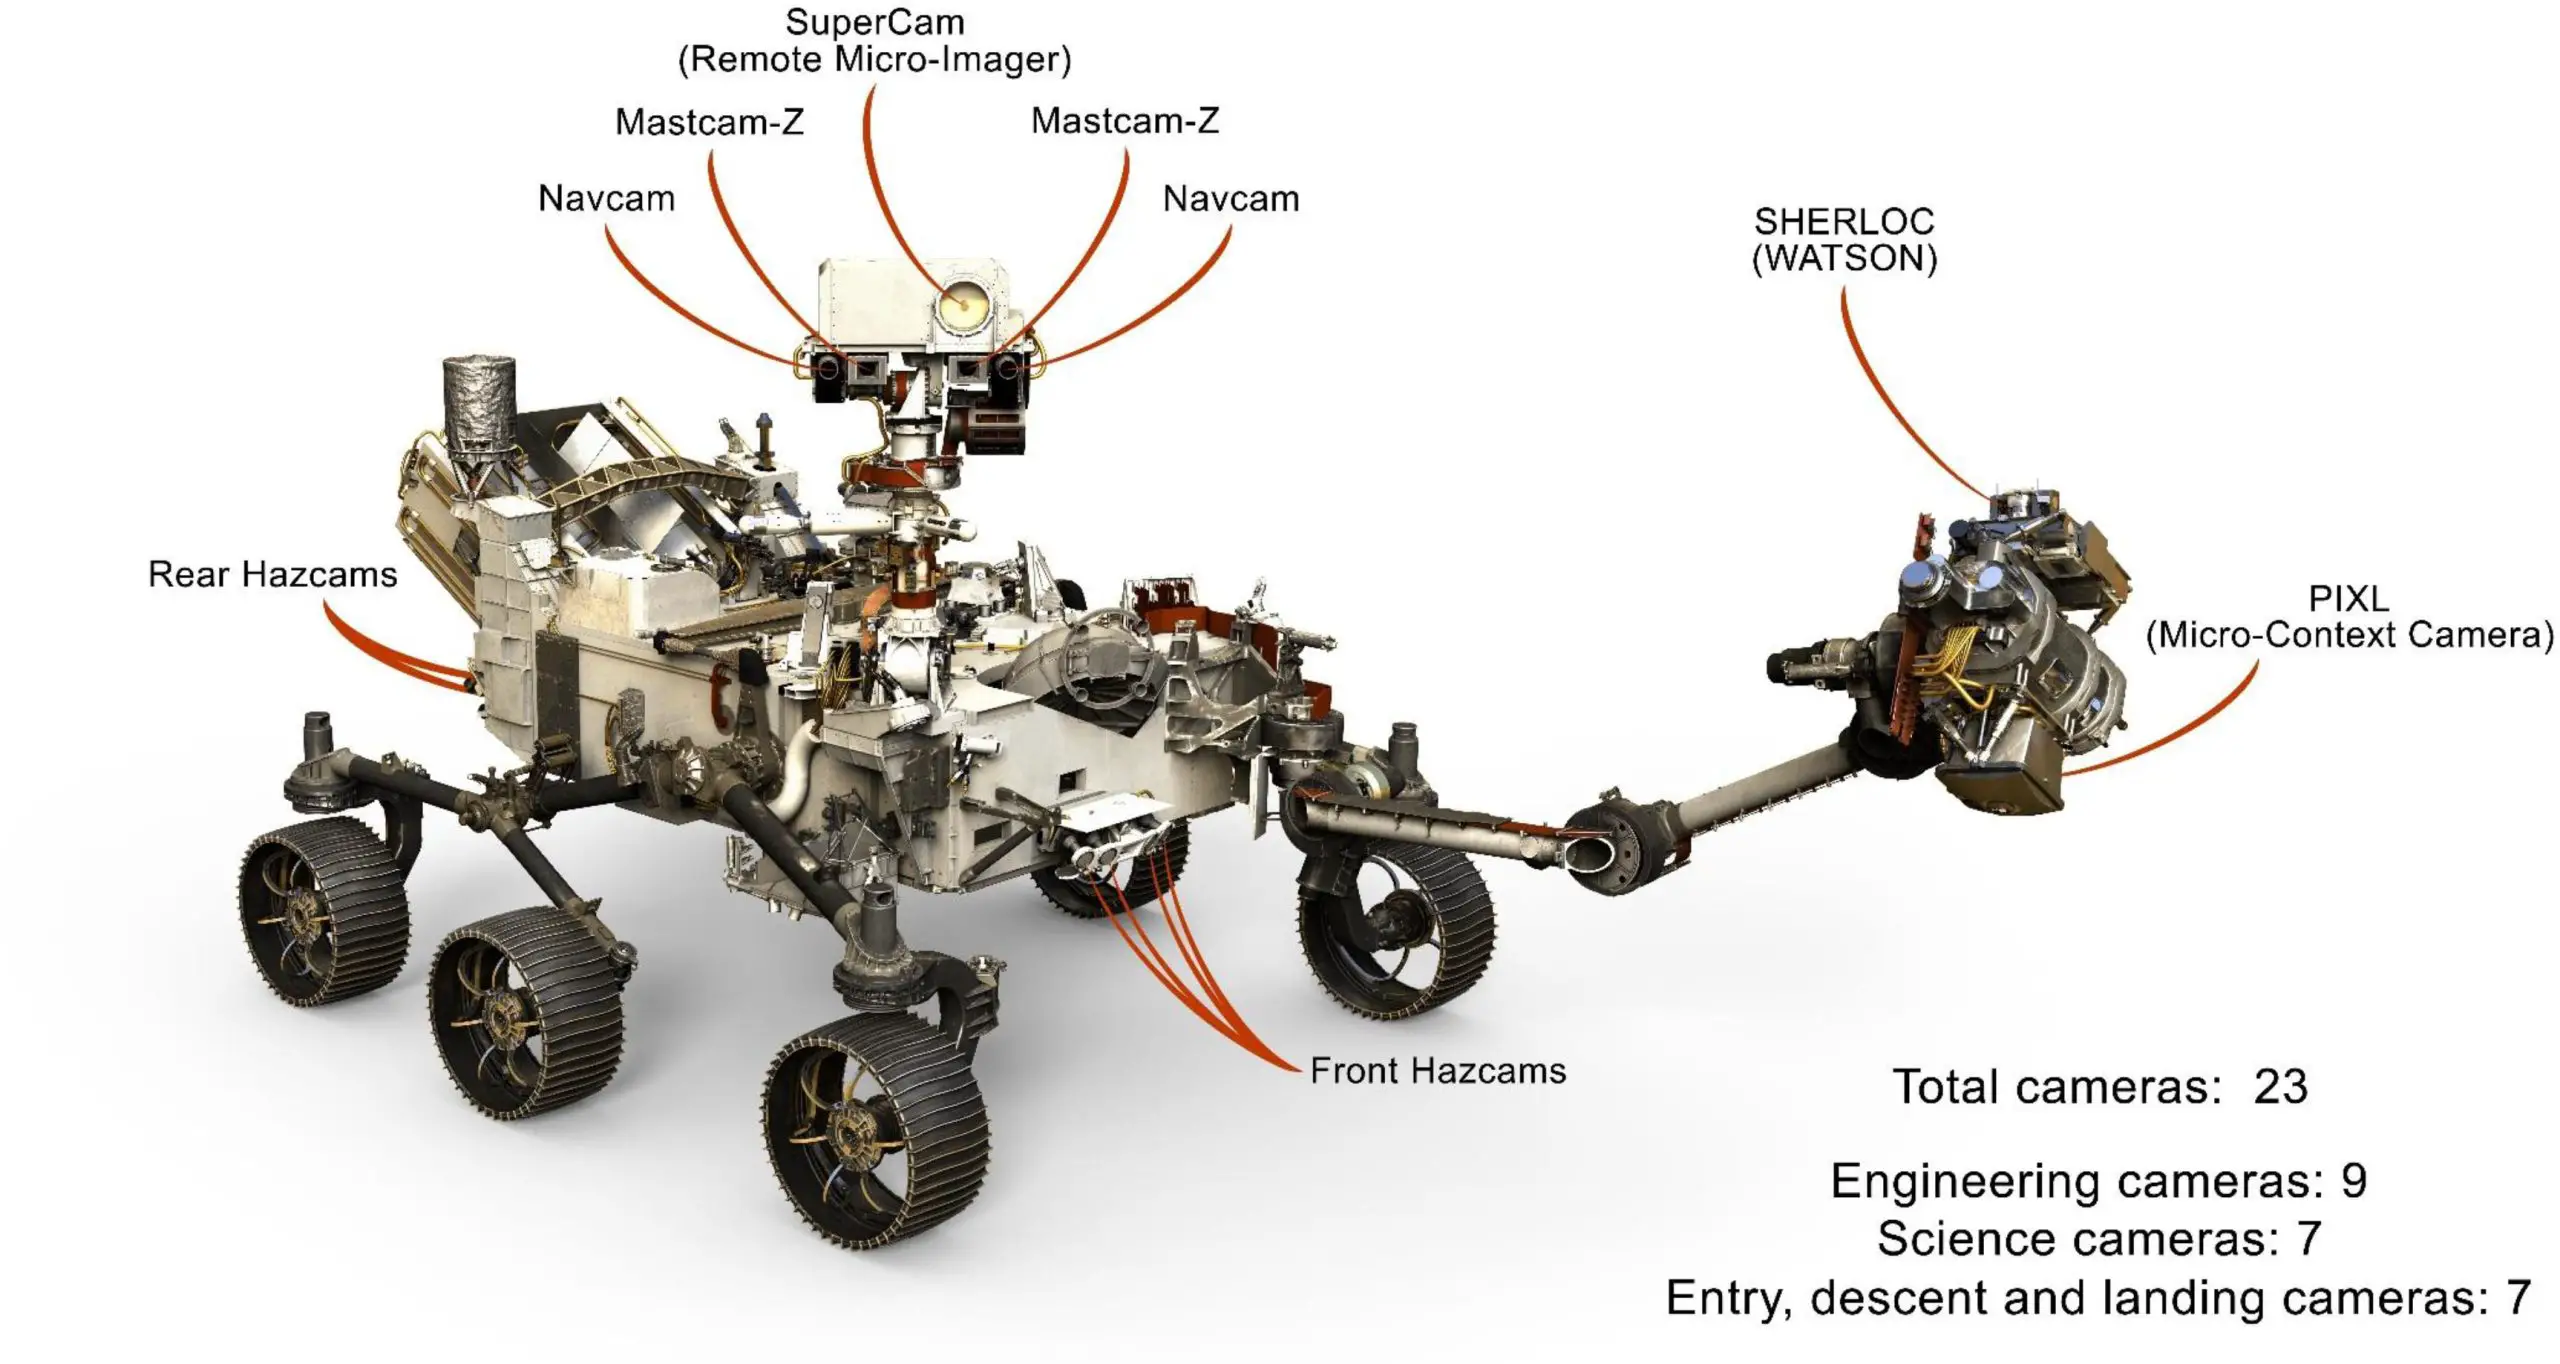 SuperCam
(Remote Micro-Imager)
Mastcam-Z
Mastcam-Z
Navcam
Navcam
SHERLOC
(WATSON)
Rear Hazcams
PIXL
(Micro-Context Camera)
Front Hazcams
Total cameras: 23
Engineering cameras: 9
Science cameras: 7
Entry, descent and landing cameras: 7